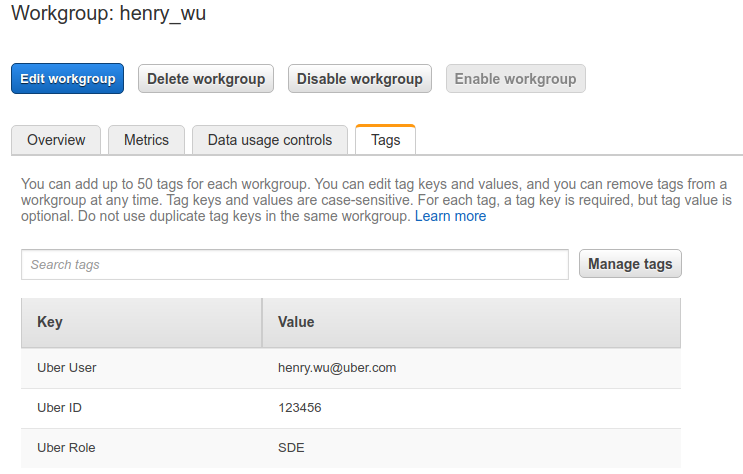 Workgroup: henry_wu
Edit workgroup Delete workgroup Disable workgroup Enable workgroup
Overview Metrics Data usage controls Tags
You can add up to 50 tags for each workgroup. You can edit tag keys and values, and you can remove tags from a
workgroup at any time. Tag keys and values are case-sensitive. For each tag, a tag key is required, but tag value is
optional. Do not use duplicate tag keys in the same workgroup. Learn more
Search tags Manage tags
Key Value
Uber User henry.wu@uber.com
Uber ID 123456
Uber Role SDE